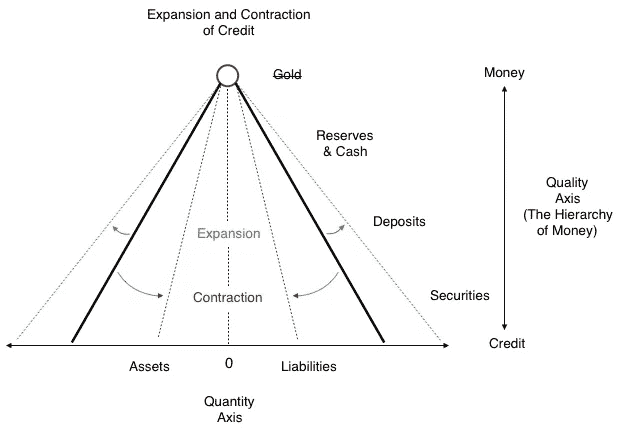 Expansion and Contraction
of Credit
Gold
Money
Reserves
& Cash
Quality
Axis
(The Hierarchy
of Money)
Deposits
Expansion
Contraction
Securities
Credit
Assets
0
Liabilities
Quantity
Axis